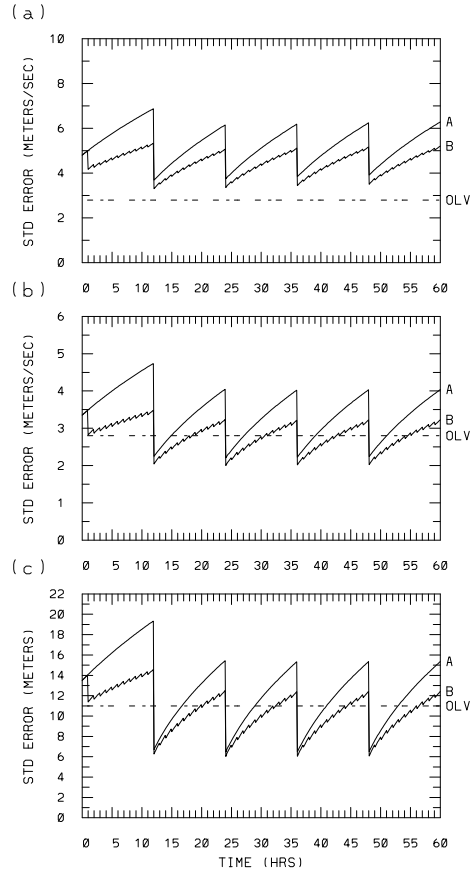 (a)
STD ERROR (METERS/SEC)
10
8
6
4
2
0
A
B
OLV
0 5 10 15 20 25 30 35 40 45 50 55 60
(b)
STD ERROR (METERS/SEC)
6
5
4
3
2
1
0
A
B
OLV
0 5 10 15 20 25 30 35 40 45 50 55 60
(c)
STD ERROR (METERS)
22
20
18
16
14
12
10
8
6
4
2
0
A
B
OLV
0 5 10 15 20 25 30 35 40 45 50 55 60
TIME (HRS)